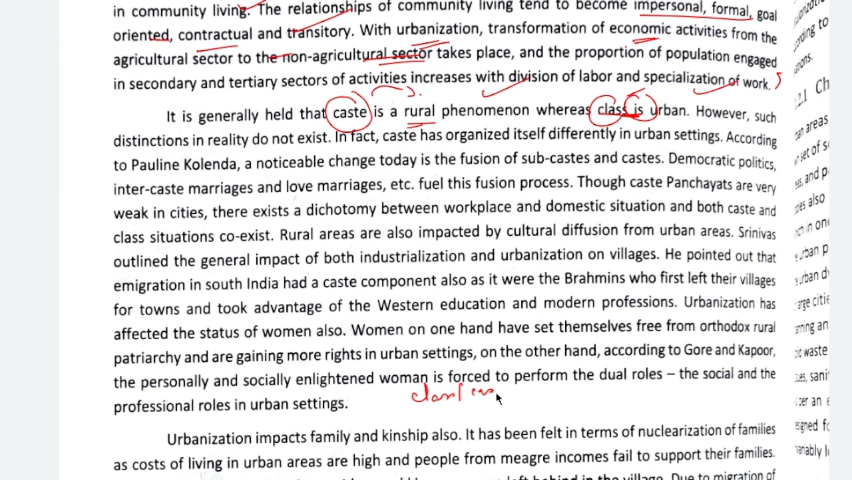 in community living. The relationships of community living tend to become impersonal, formal, goal
oriented, contractual and transitory. With urbanization, transformation of economic activities from the
agricultural sector to the non-agricultural sector takes place, and the proportion of population engaged
in secondary and tertiary sectors of activities increases with division of labor and specialization of work.
It is generally held that caste is a rural phenomenon whereas class is urban. However, such
distinctions in reality do not exist. In fact, caste has organized itself differently in urban settings. According
to Pauline Kolenda, a noticeable change today is the fusion of sub-castes and castes. Democratic politics,
inter-caste marriages and love marriages, etc. fuel this fusion process. Though caste Panchayats are very
weak in cities, there exists a dichotomy between workplace and domestic situation and both caste and
class situations co-exist. Rural areas are also impacted by cultural diffusion from urban areas. Srinivas
outlined the general impact of both industrialization and urbanization on villages. He pointed out that
emigration in south India had a caste component also as it were the Brahmins who first left their villages
for towns and took advantage of the Western education and modern professions. Urbanization has
affected the status of women also. Women on one hand have set themselves free from orthodox rural
patriarchy and are gaining more rights in urban settings, on the other hand, according to Gore and Kapoor,
the personally and socially enlightened woman is forced to perform the dual roles – the social and the
professional roles in urban settings.
Urbanization impacts family and kinship also. It has been felt in terms of nuclearization of families
as costs of living in urban areas are high and people from meagre incomes fail to support their families.